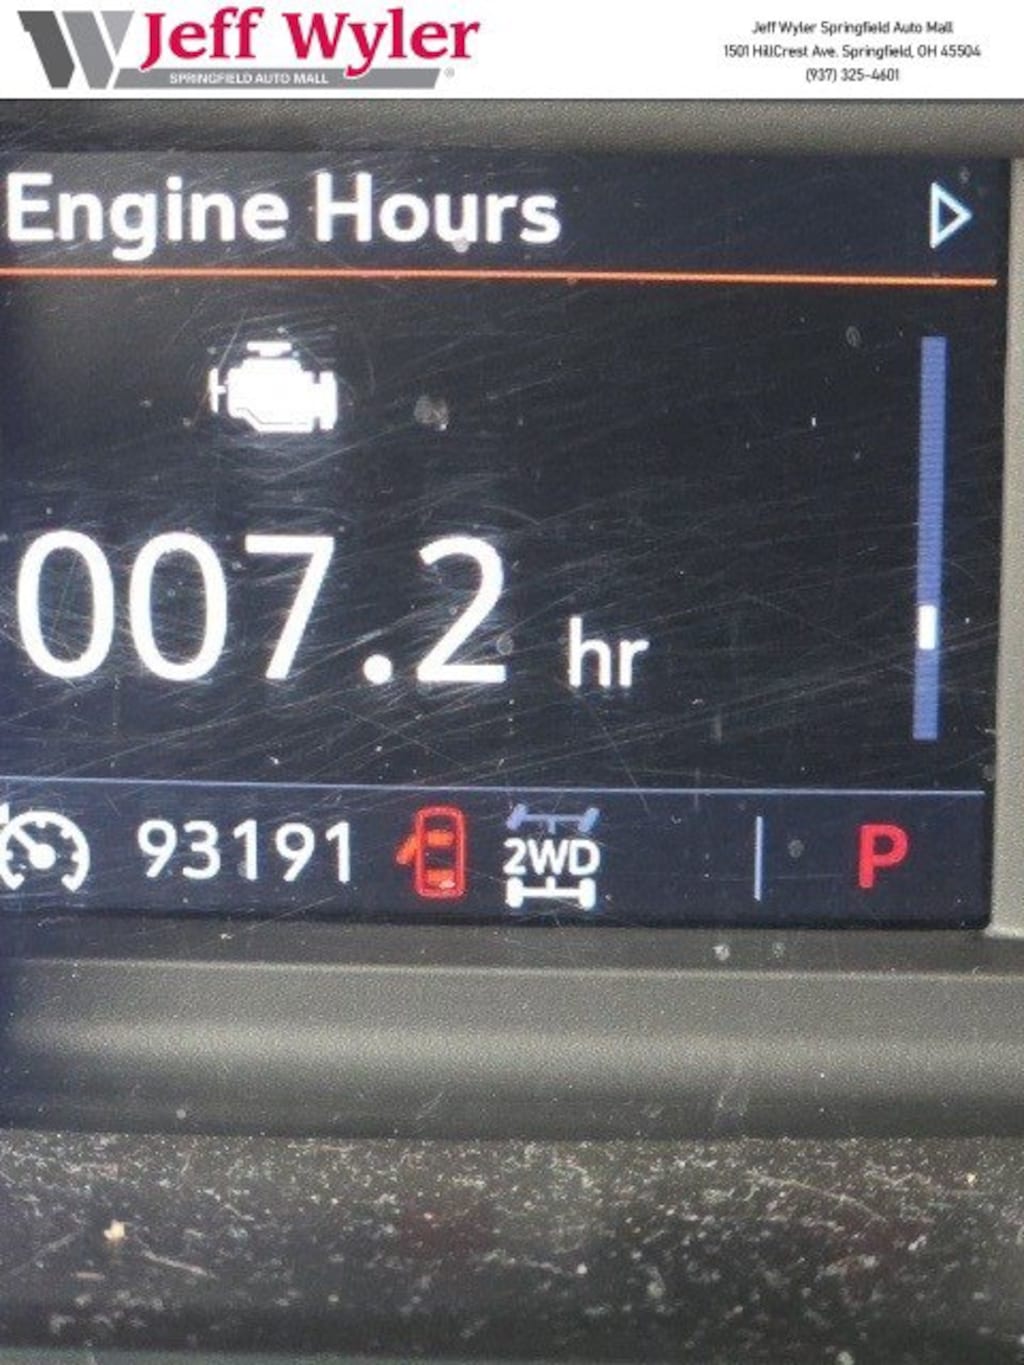 Jeff Wyler
SPRINGFIELD AUTO MALL
Jeff Wyler Springfield Auto Mall
1501 HillCrest Ave. Springfield, OH 45504
(937) 325-4601
Engine Hours
007.2 hr
93191 2WD P